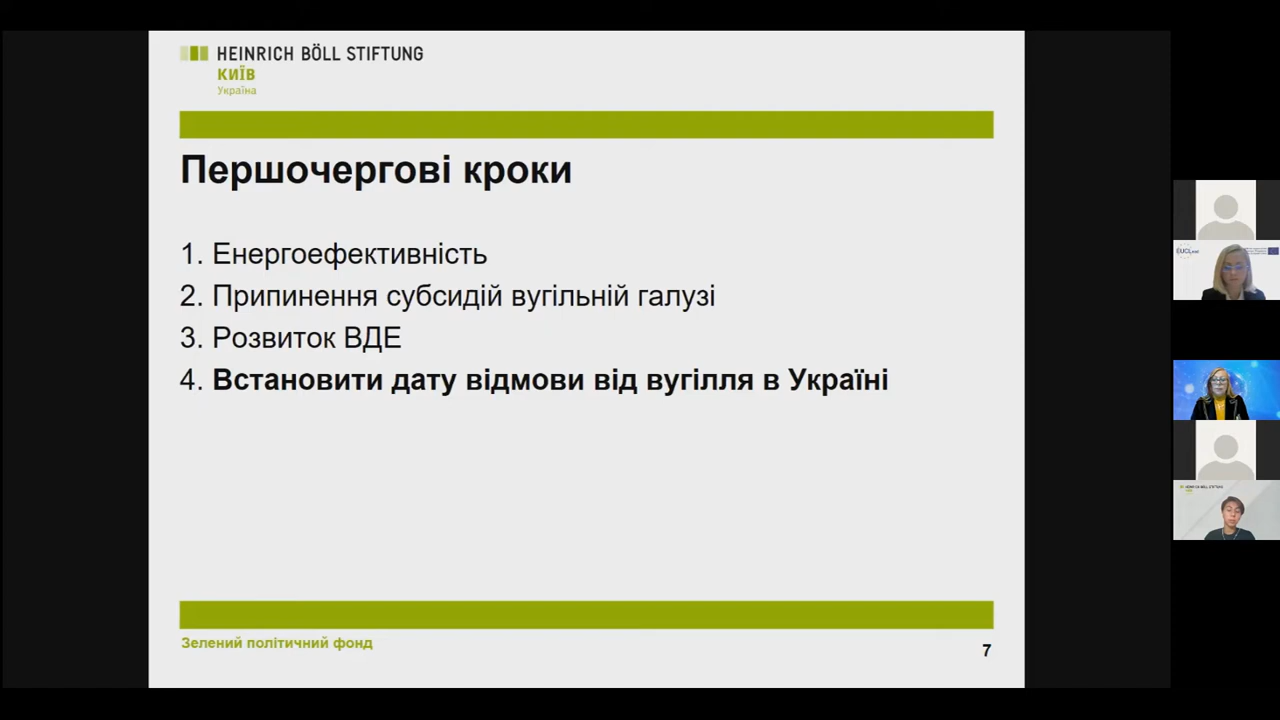 HEINRICH BÖLL STIFTUNG
КИЇВ
Україна
Першочергові кроки
1. Енергоефективність
2. Припинення субсидій вугільній галузі
3. Розвиток ВДЕ
4. Встановити дату відмови від вугілля в Україні
Зелений політичний фонд
7